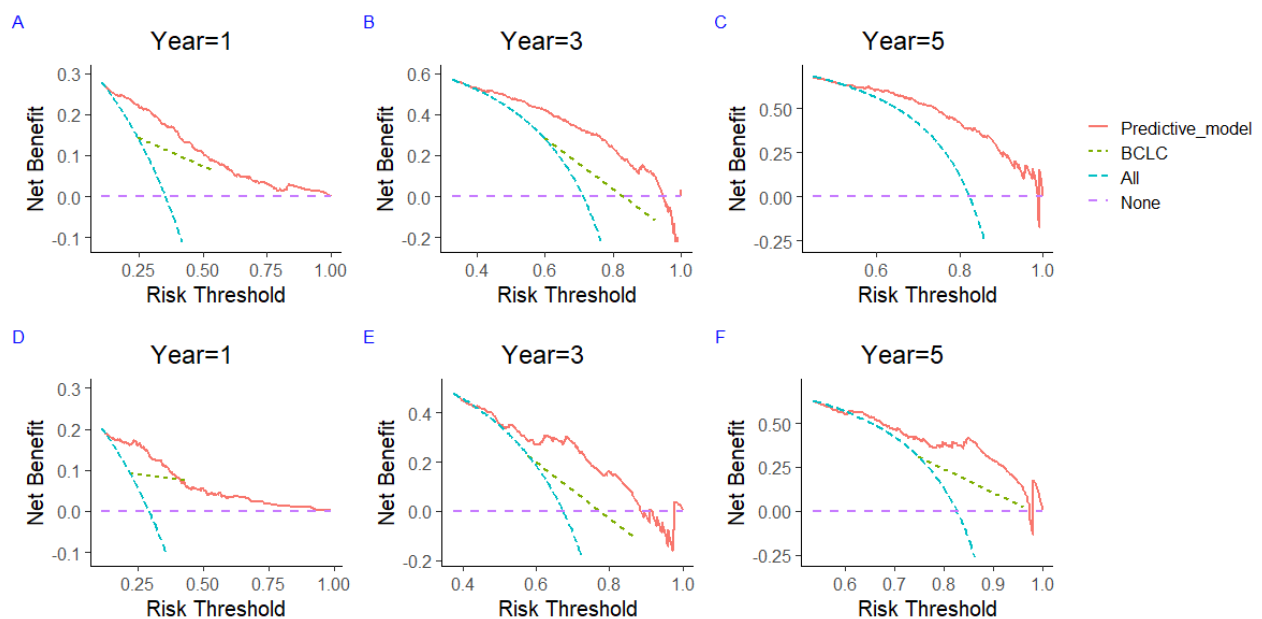 A
Year=1
Net Benefit
0.3
0.2
0.1
0.0
-0.1
0.25 0.50 0.75 1.00
Risk Threshold
B
Year=3
Net Benefit
0.6
0.4
0.2
0.0
-0.2
0.4 0.6 0.8 1.0
Risk Threshold
C
Year=5
Net Benefit
0.50
0.25
0.00
-0.25
0.6 0.8 1.0
Risk Threshold
Predictive_model
BCLC
All
None
D
Year=1
Net Benefit
0.3
0.2
0.1
0.0
-0.1
0.25 0.50 0.75 1.00
Risk Threshold
E
Year=3
Net Benefit
0.4
0.2
0.0
-0.2
0.4 0.6 0.8 1.0
Risk Threshold
F
Year=5
Net Benefit
0.50
0.25
0.00
-0.25
0.6 0.7 0.8 0.9 1.0
Risk Threshold